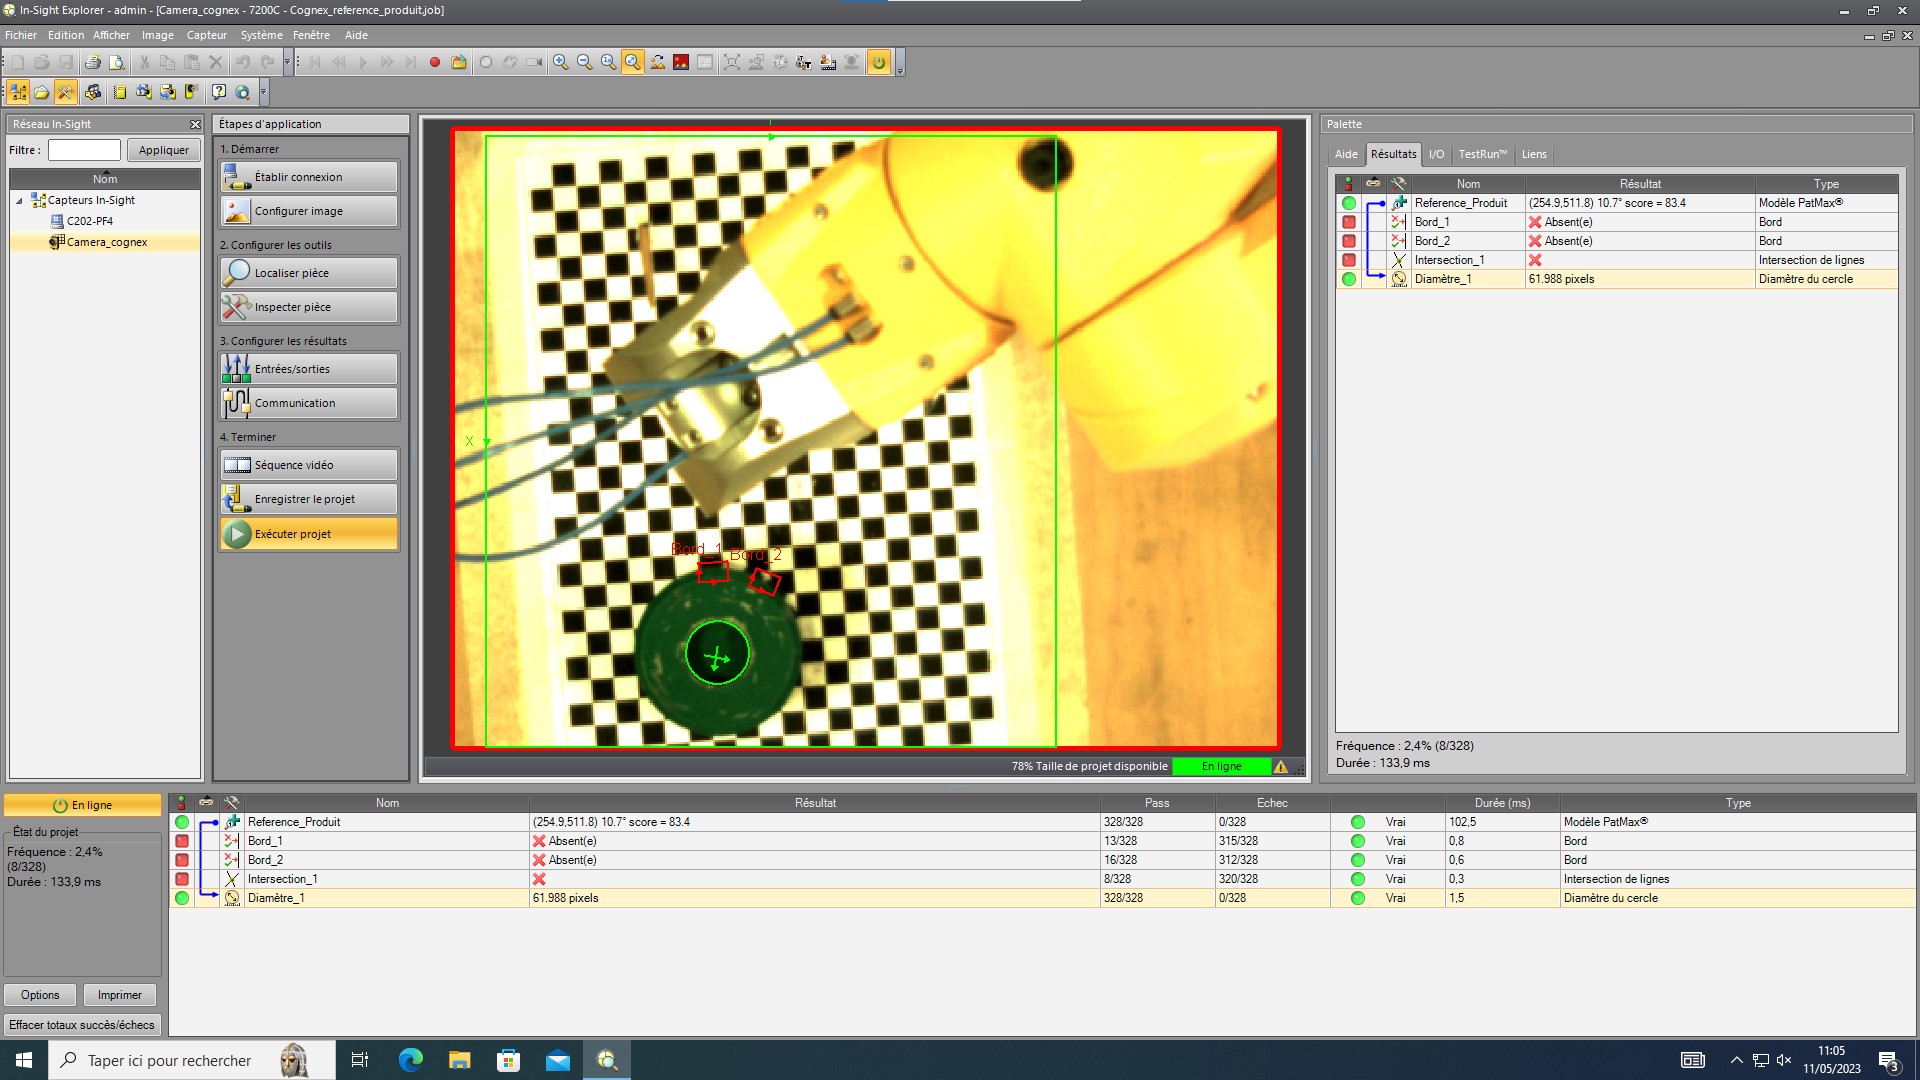 In-Sight Explorer - admin - [Camera_cognex - 7200C - Cognex_reference_produit.job]
Fichier Edition Afficher Image Capteur Système Fenêtre Aide
Réseau In-Sight
Filtre :
Appliquer
Nom
Capteurs In-Sight
C202-PF4
Camera_cognex
Étapes d'application
1. Démarrer
Établir connexion
Configurer image
2. Configurer les outils
Localiser pièce
Inspecter pièce
3. Configurer les résultats
Entrées/sorties
Communication
4. Terminer
Séquence vidéo
Enregistrer le projet
Exécuter projet
X
Bord_1 Bord_2
78% Taille de projet disponible En ligne
Palette
Aide Résultats I/O TestRun™ Liens
Nom Résultat Type
Reference_Produit (254.9,511.8) 10.7° score = 83.4 Modèle PatMax®
Bord_1 Absent(e) Bord
Bord_2 Absent(e) Bord
Intersection_1 Intersection de lignes
Diamètre_1 61.988 pixels Diamètre du cercle
Fréquence : 2,4% (8/328)
Durée : 133,9 ms
En ligne
État du projet
Fréquence : 2,4%
(8/328)
Durée : 133,9 ms
Options Imprimer
Effacer totaux succès/échecs
Nom Résultat Pass Echec Durée (ms) Type
Reference_Produit (254.9,511.8) 10.7° score = 83.4 328/328 0/328 Vrai 102,5 Modèle PatMax®
Bord_1 Absent(e) 13/328 315/328 Vrai 0,8 Bord
Bord_2 Absent(e) 16/328 312/328 Vrai 0,6 Bord
Intersection_1 8/328 320/328 Vrai 0,3 Intersection de lignes
Diamètre_1 61.988 pixels 328/328 0/328 Vrai 1,5 Diamètre du cercle
Taper ici pour rechercher
11:05
11/05/2023
3